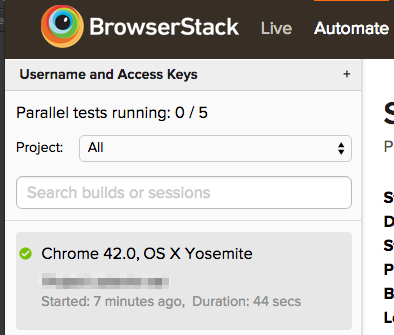 BrowserStack Live Automate
Username and Access Keys +
Parallel tests running: 0 / 5
Project: All
Search builds or sessions
Chrome 42.0, OS X Yosemite
Started: 7 minutes ago, Duration: 44 secs